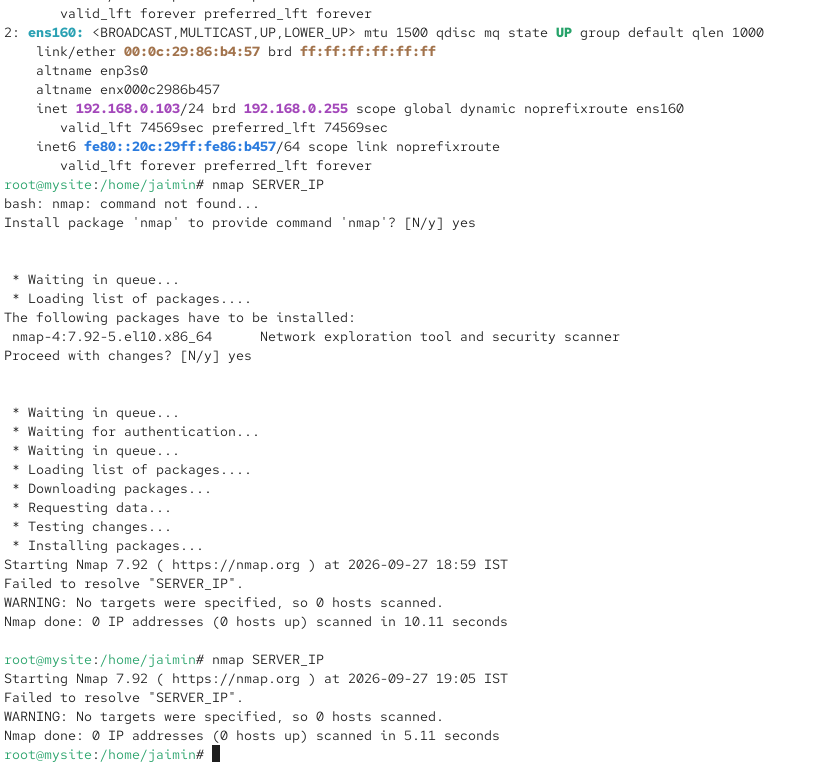 valid_lft forever preferred_lft forever
2: ens160: <BROADCAST,MULTICAST,UP,LOWER_UP> mtu 1500 qdisc mq state UP group default qlen 1000
    link/ether 00:0c:29:86:b4:57 brd ff:ff:ff:ff:ff:ff
    altname enp3s0
    altname enx000c2986b457
    inet 192.168.0.103/24 brd 192.168.0.255 scope global dynamic noprefixroute ens160
       valid_lft 74569sec preferred_lft 74569sec
    inet6 fe80::20c:29ff:fe86:b457/64 scope link noprefixroute
       valid_lft forever preferred_lft forever
root@mysite:/home/jaimin# nmap SERVER_IP
bash: nmap: command not found...
Install package 'nmap' to provide command 'nmap'? [N/y] yes
 * Waiting in queue...
 * Loading list of packages....
The following packages have to be installed:
 nmap-4:7.92-5.el10.x86_64      Network exploration tool and security scanner
Proceed with changes? [N/y] yes
 * Waiting in queue...
 * Waiting for authentication...
 * Waiting in queue...
 * Loading list of packages....
 * Downloading packages...
 * Requesting data...
 * Testing changes...
 * Installing packages...
Starting Nmap 7.92 ( https://nmap.org ) at 2026-09-27 18:59 IST
Failed to resolve "SERVER_IP".
WARNING: No targets were specified, so 0 hosts scanned.
Nmap done: 0 IP addresses (0 hosts up) scanned in 10.11 seconds
root@mysite:/home/jaimin# nmap SERVER_IP
Starting Nmap 7.92 ( https://nmap.org ) at 2026-09-27 19:05 IST
Failed to resolve "SERVER_IP".
WARNING: No targets were specified, so 0 hosts scanned.
Nmap done: 0 IP addresses (0 hosts up) scanned in 5.11 seconds
root@mysite:/home/jaimin#